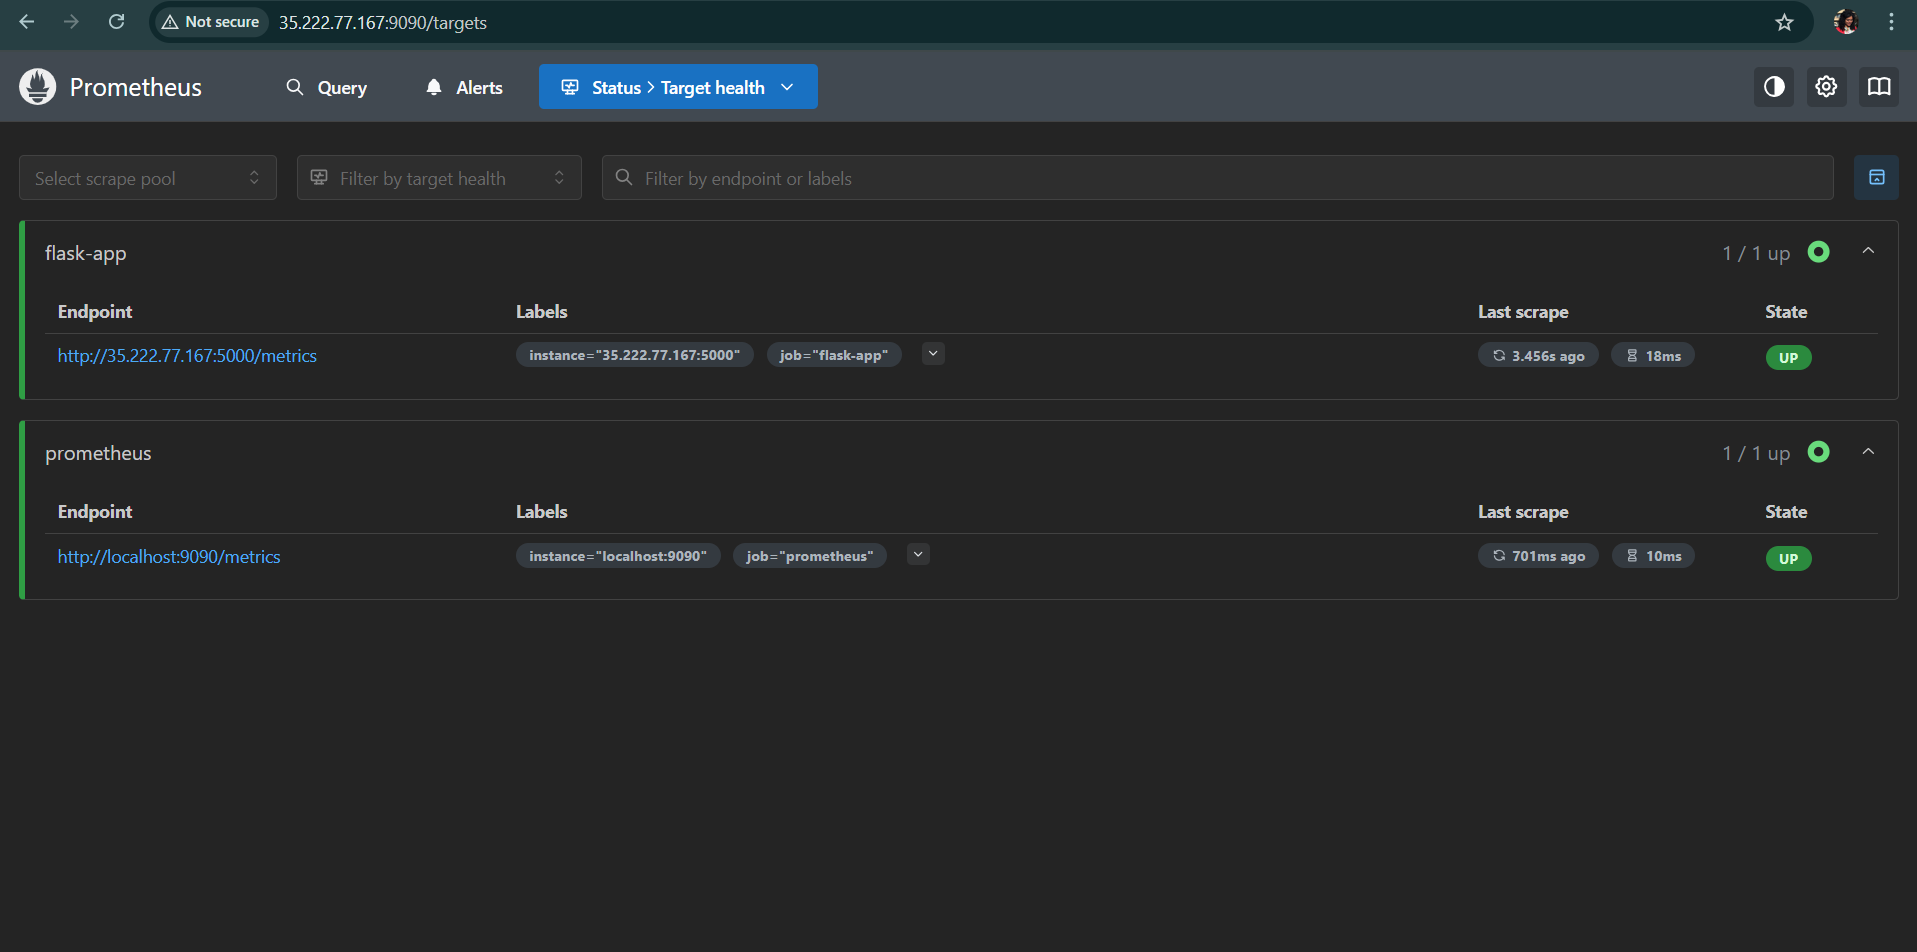 Not secure 35.222.77.167:9090/targets
Prometheus Query Alerts Status > Target health
Select scrape pool Filter by target health Filter by endpoint or labels
flask-app 1 / 1 up
Endpoint Labels Last scrape State
http://35.222.77.167:5000/metrics instance="35.222.77.167:5000" job="flask-app" 3.456s ago 18ms UP
prometheus 1 / 1 up
Endpoint Labels Last scrape State
http://localhost:9090/metrics instance="localhost:9090" job="prometheus" 701ms ago 10ms UP